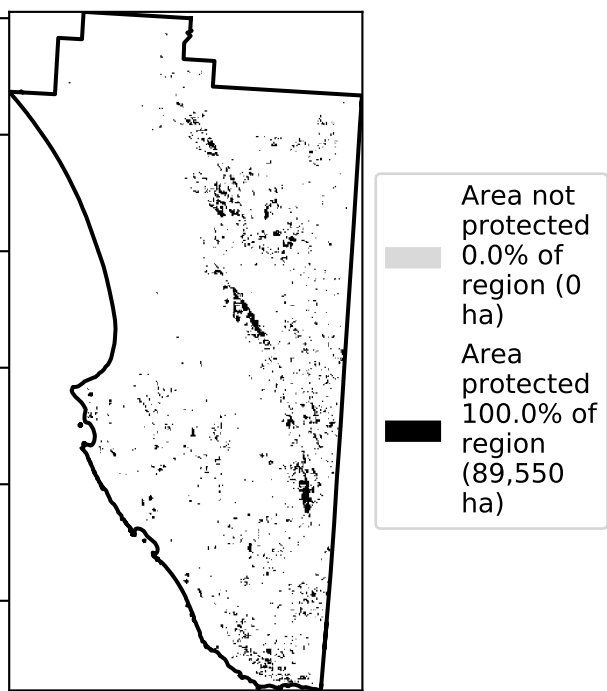 Area not
protected
0.0% of
region (0
ha)
Area
protected
100.0% of
region
(89,550
ha)